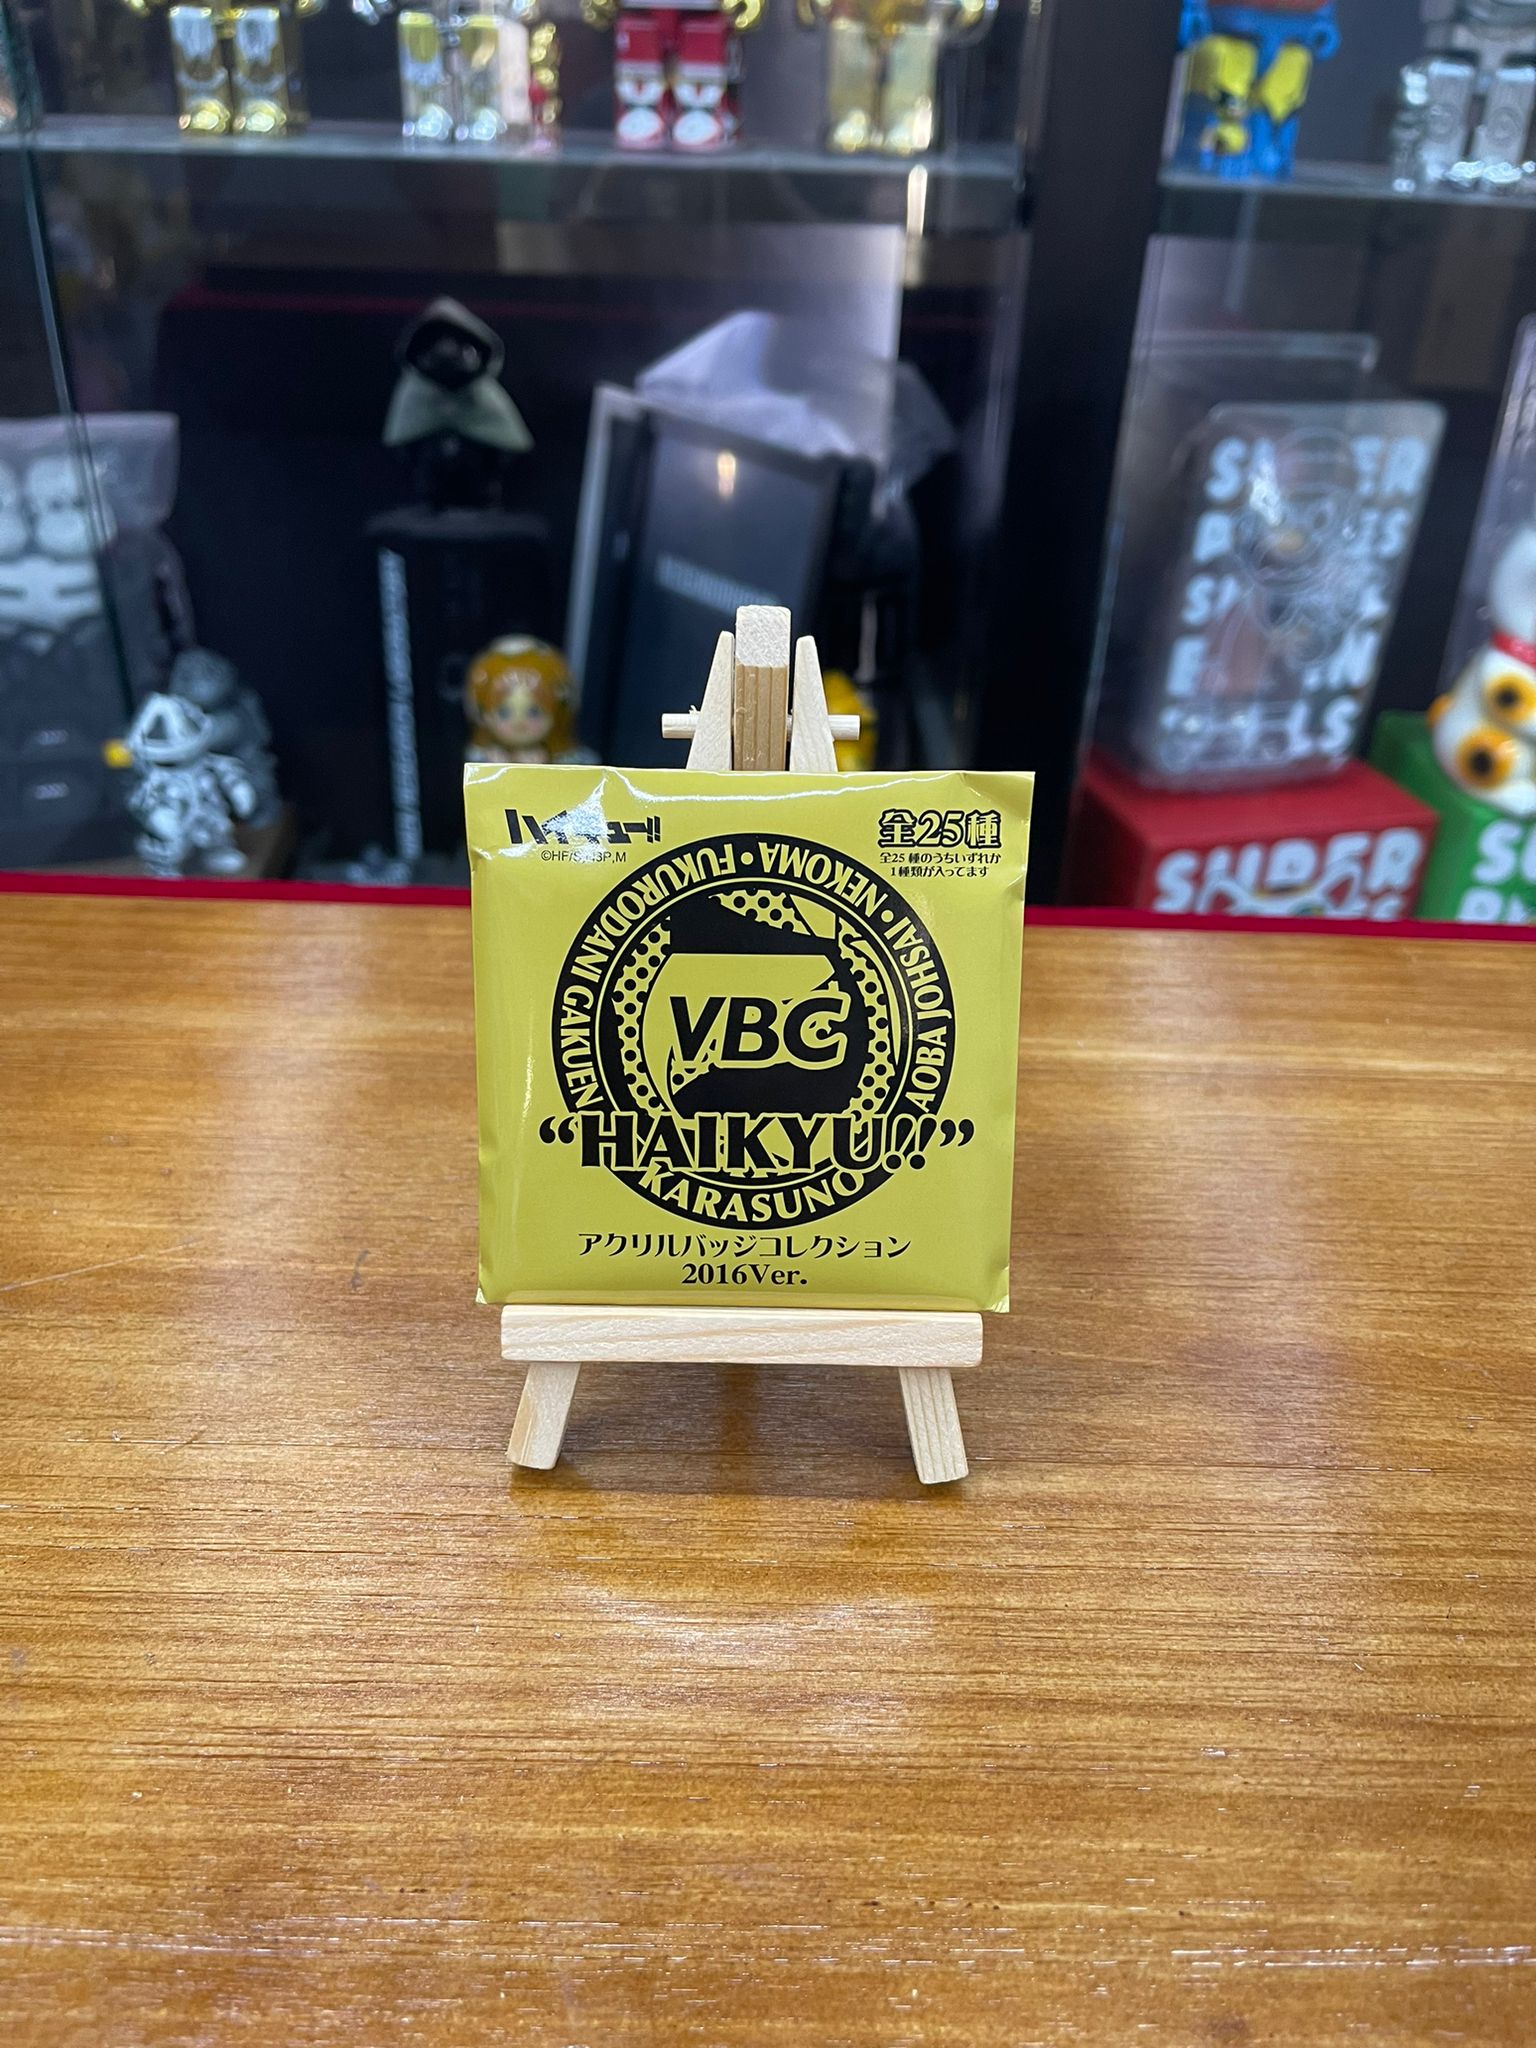 ハイキュー!!
全25種
全25種のうちいずれか
1種類が入ってます
FUKURODANI GAKUEN・NEKOMA・AOBA JOHSAI
VBC
“HAIKYU!!”
KARASUNO
アクリルバッジコレクション
2016Ver.
SUPER
SUPER